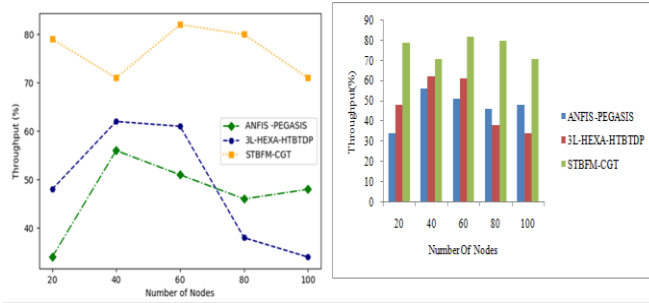 80
70
60
50
40
Throughput (%)
20
40
60
80
100
Number of Nodes
ANFIS -PEGASIS
3L-HEXA-HTBTDP
STBFM-CGT
90
80
70
60
50
40
30
20
10
0
Throughput(%)
20
40
60
80
100
Number Of Nodes
ANFIS-PEGASIS
3L-HEXA-HTBTDP
STBFM-CGT